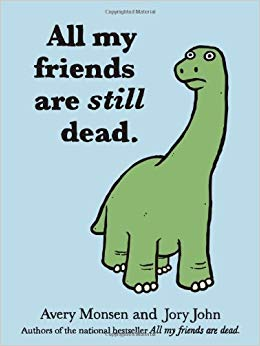 All my
friends
are still
dead.
Avery Monsen and Jory John
Authors of the national bestseller All my friends are dead.